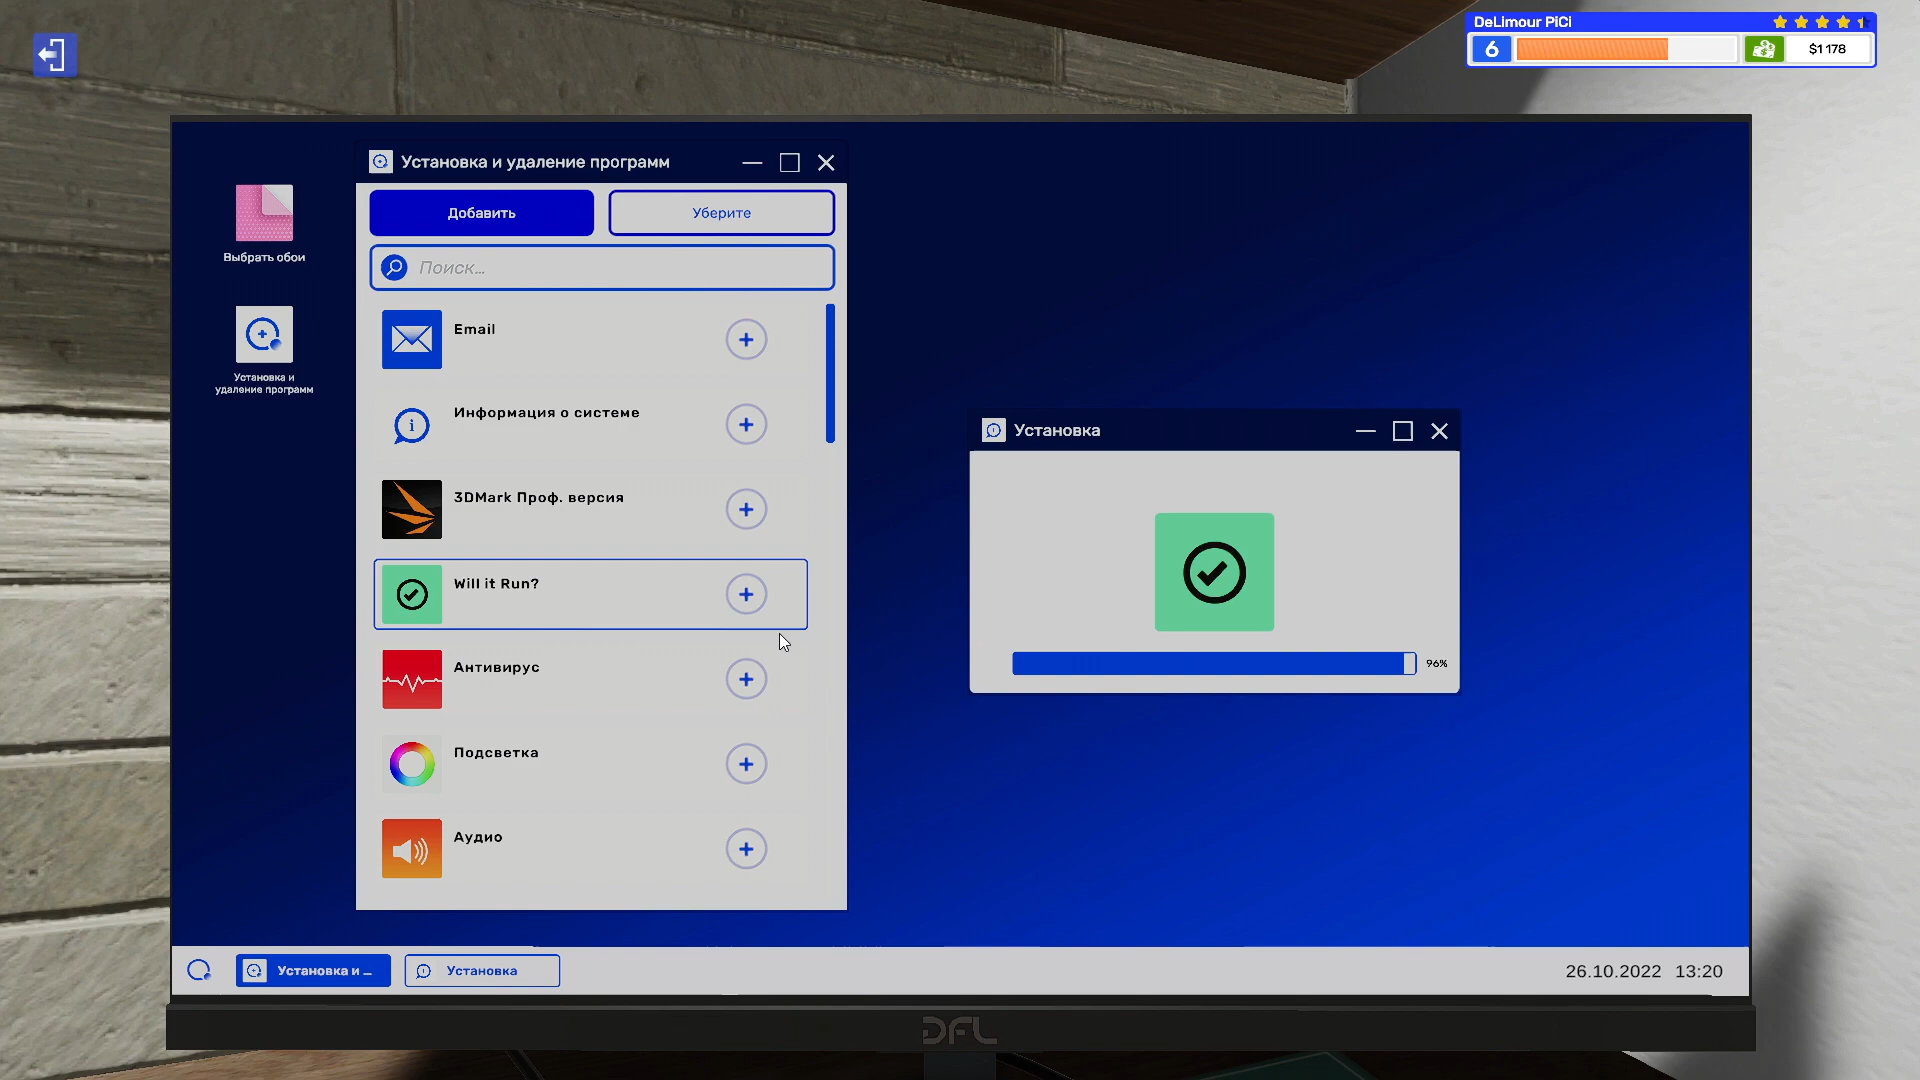 DeLimour PiCi
6
$1 178
Установка и удаление программ
Добавить
Уберите
Поиск...
Выбрать обои
Установка и
удаление программ
Email
Информация о системе
3DMark Проф. версия
Will it Run?
Антивирус
Подсветка
Аудио
Установка
96%
Установка и ...
Установка
26.10.2022 13:20
DFL